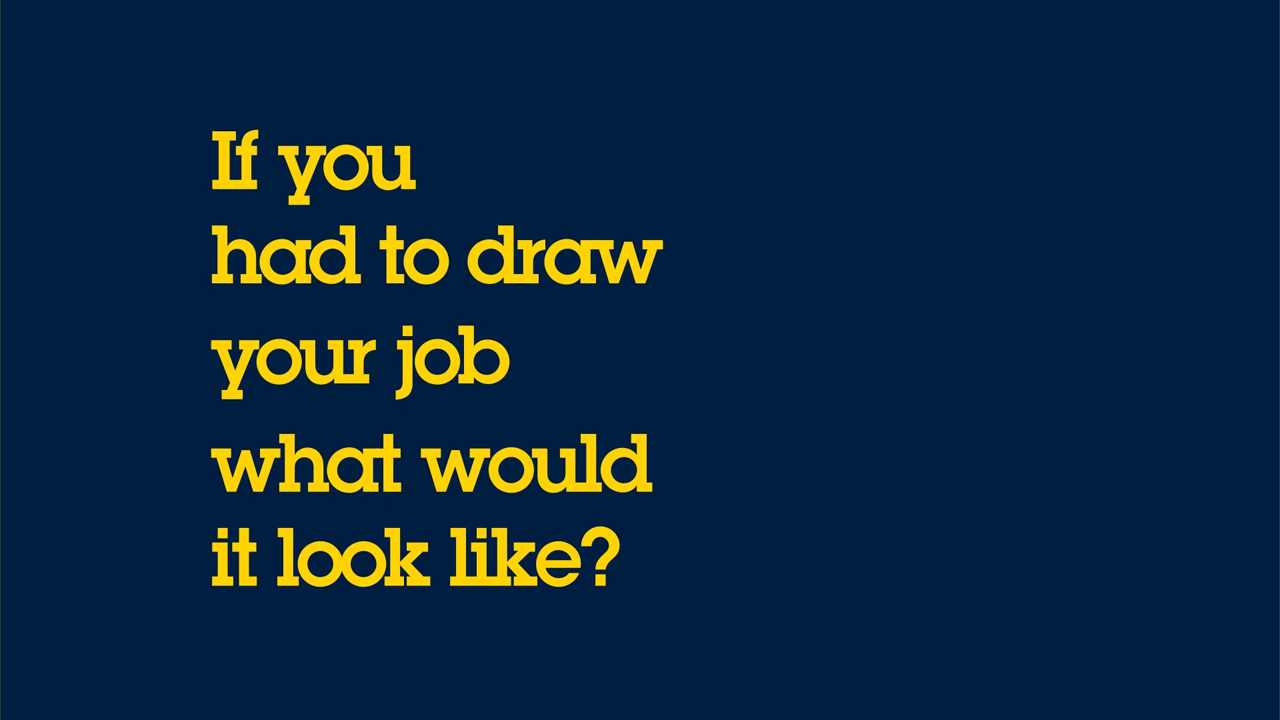 If you
had to draw
your job
what would
it look like?